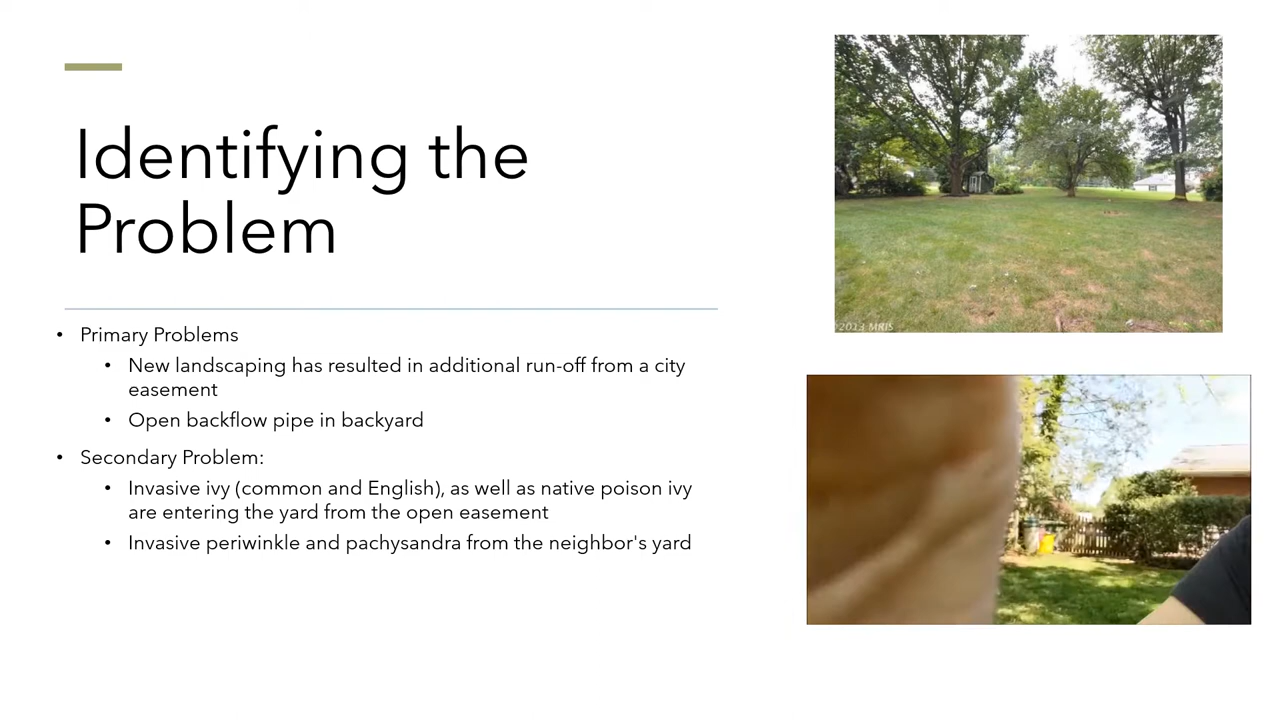 Identifying the
Problem
• Primary Problems
• New landscaping has resulted in additional run-off from a city
easement
• Open backflow pipe in backyard
• Secondary Problem:
• Invasive ivy (common and English), as well as native poison ivy
are entering the yard from the open easement
• Invasive periwinkle and pachysandra from the neighbor's yard
©2013 MRIS